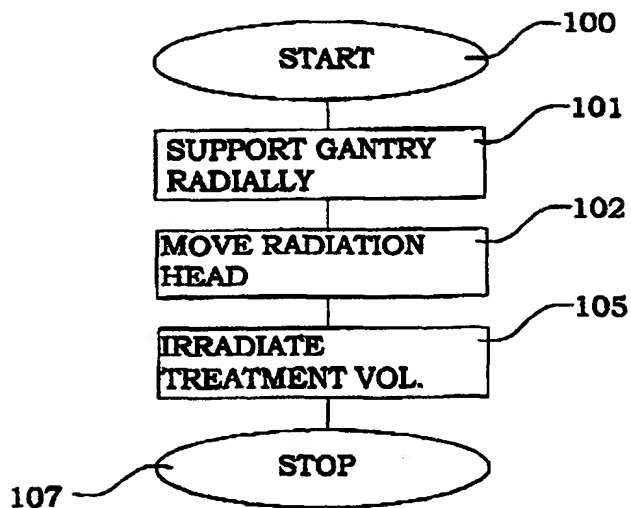 START
100
SUPPORT GANTRY
RADIALLY
101
MOVE RADIATION
HEAD
102
IRRADIATE
TREATMENT VOL.
105
STOP
107